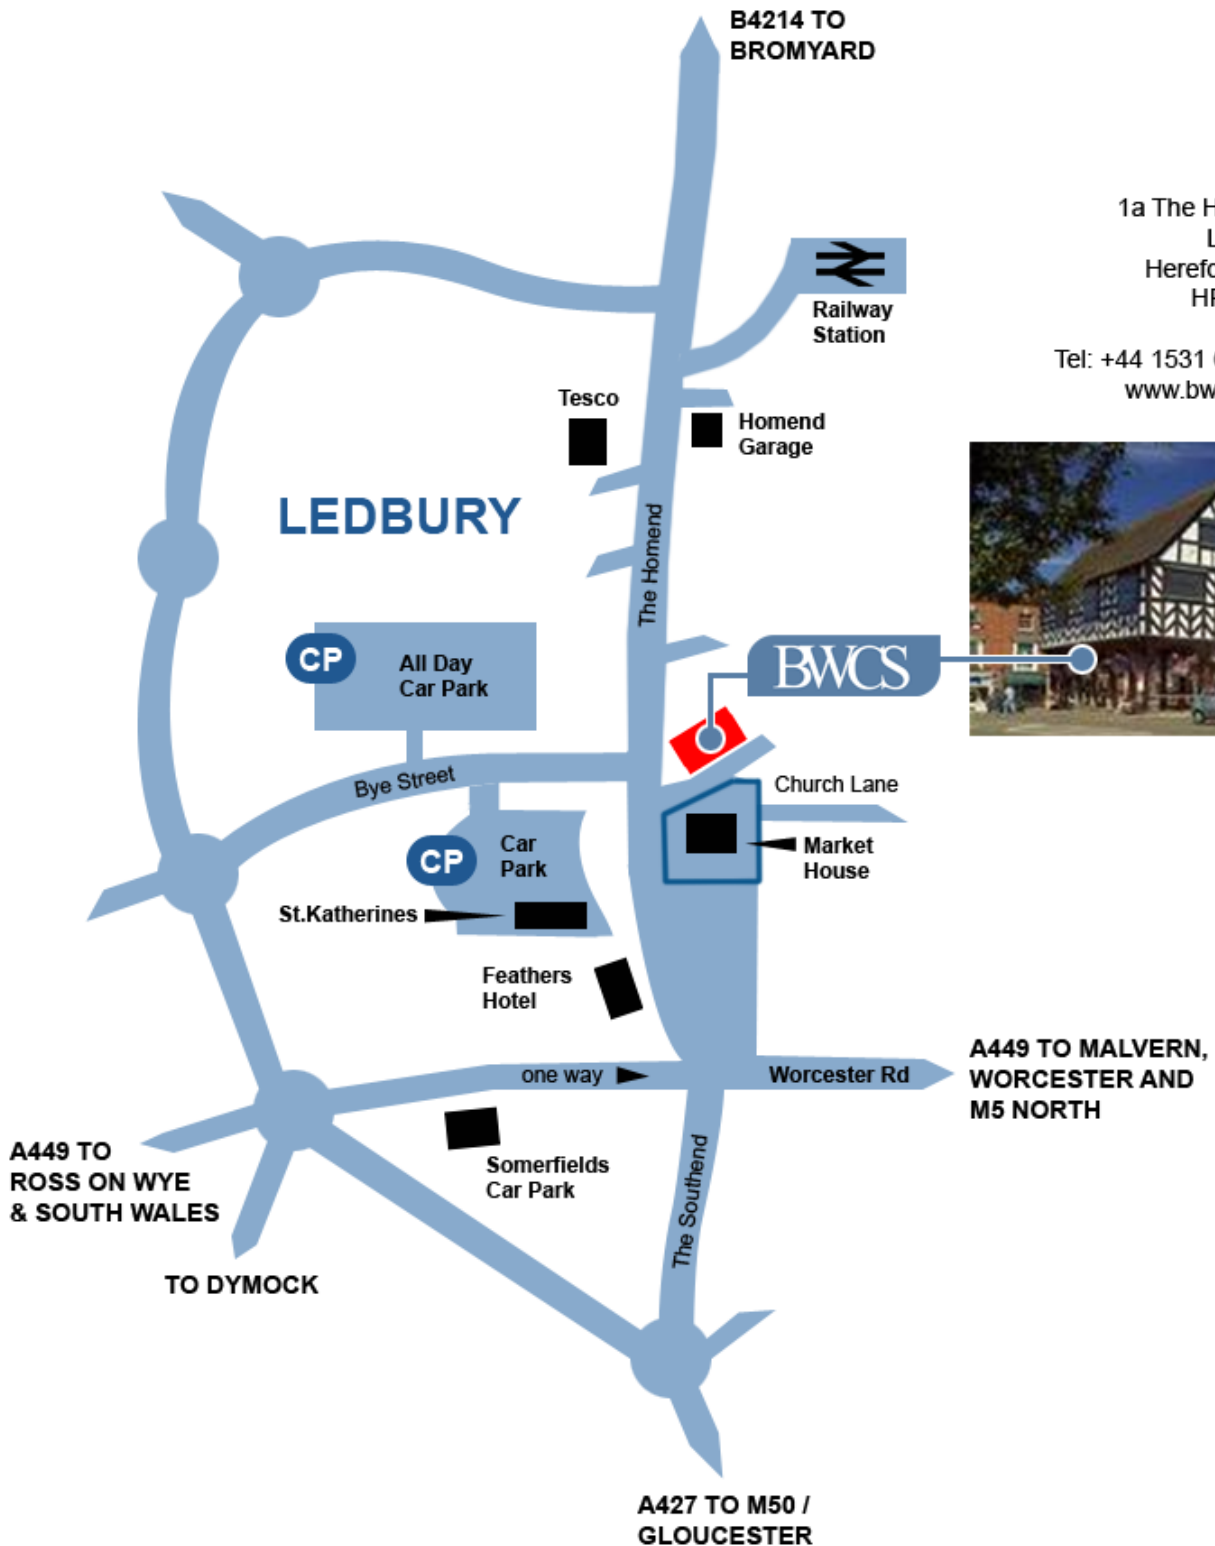 B4214 TO
BROMYARD
1a The H
L
Herefo
HF
Tel: +44 1531
www.bw
Railway
Station
Tesco
Homend
Garage
LEDBURY
The Homend
CP
All Day
Car Park
BWCS
Bye Street
Church Lane
CP
Car
Park
Market
House
St.Katherines
Feathers
Hotel
one way
Worcester Rd
A449 TO MALVERN,
WORCESTER AND
M5 NORTH
A449 TO
ROSS ON WYE
& SOUTH WALES
Somerfields
Car Park
The Southend
TO DYMOCK
A427 TO M50 /
GLOUCESTER